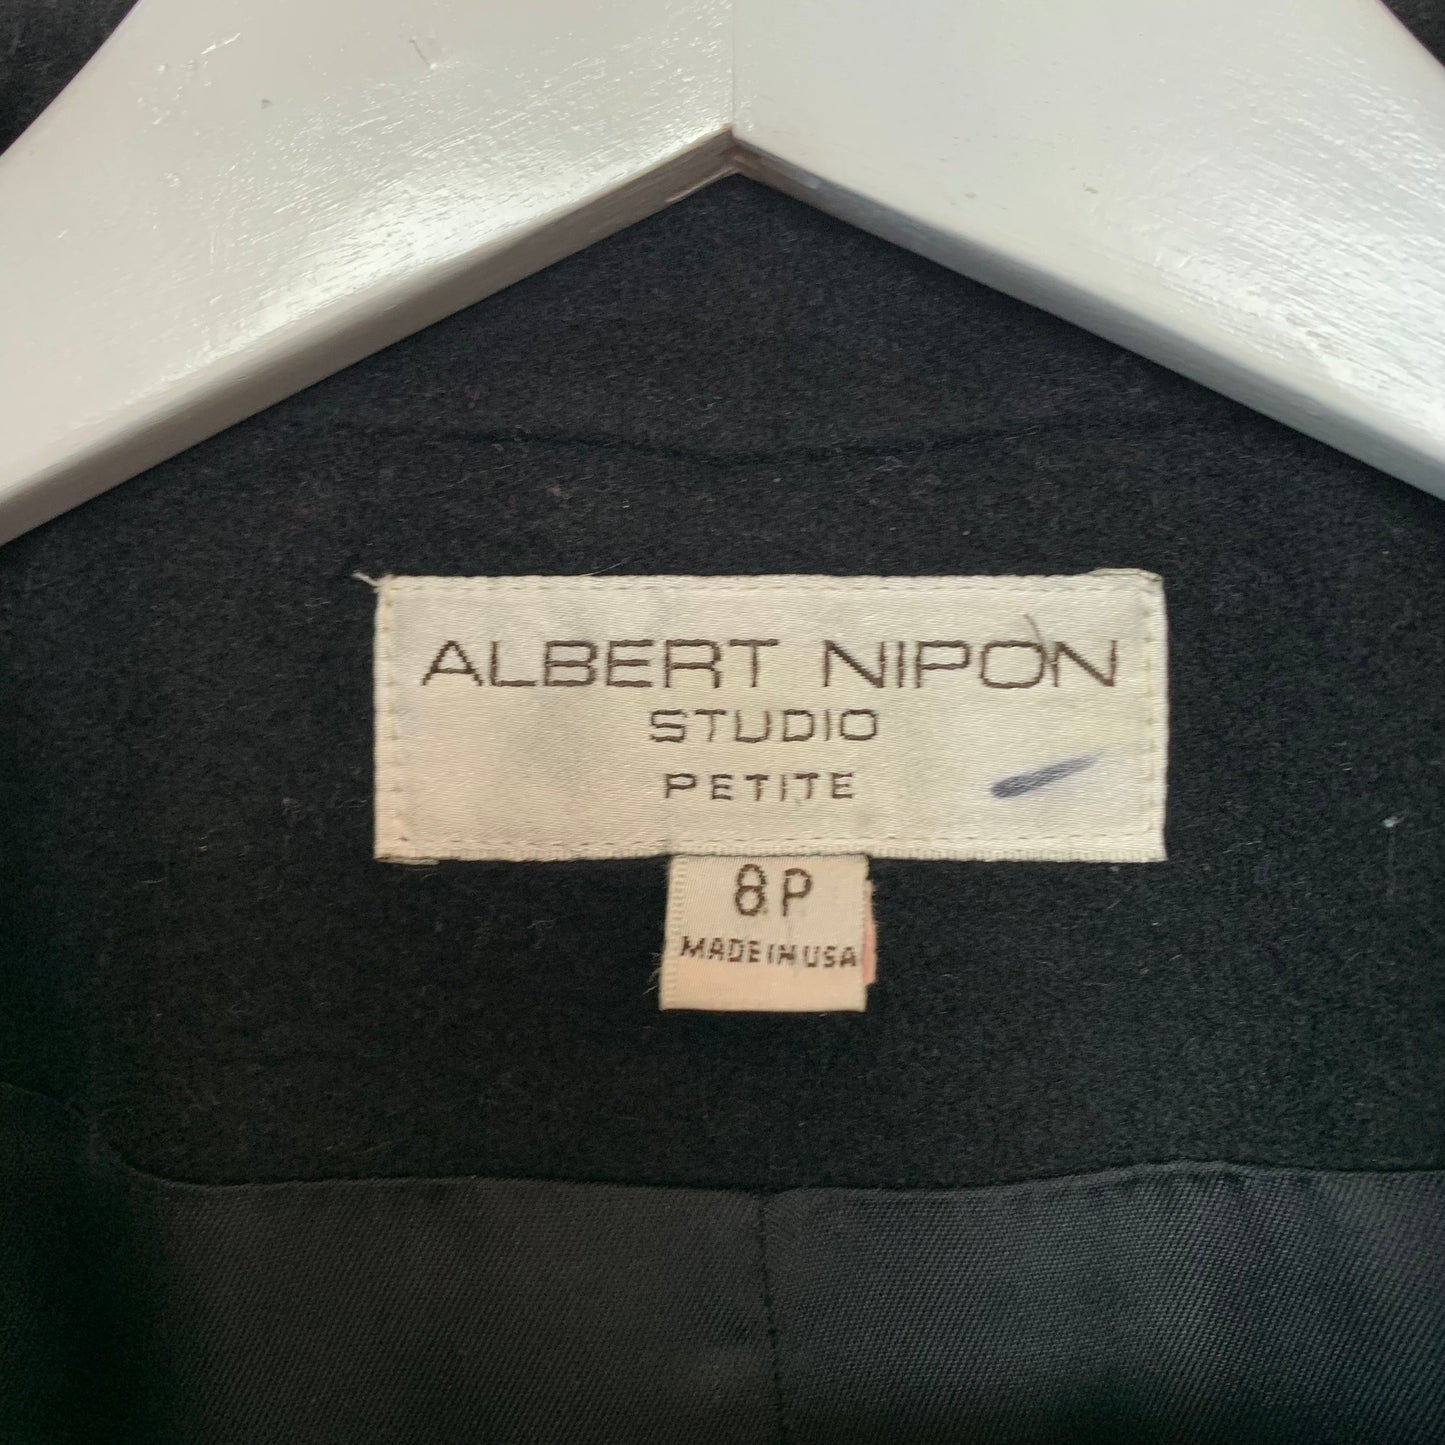 ALBERT NIPON
STUDIO
PETITE
8P
MADE IN USA